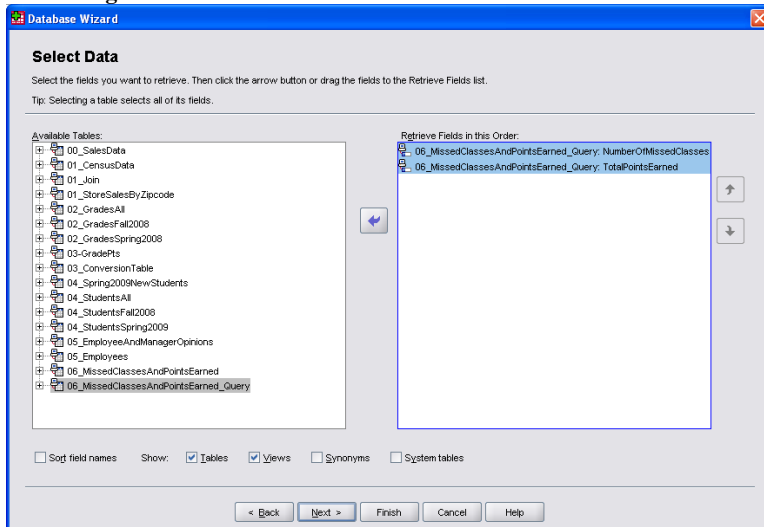 Database Wizard
Select Data
Select the fields you want to retrieve. Then click the arrow button or drag the fields to the Retrieve Fields list.
Tip: Selecting a table selects all of its fields.
Available Tables:
00_SalesData
01_CensusData
01_Join
01_StoreSalesByZipcode
02_GradesAll
02_GradesFall2008
02_GradesSpring2008
03-GradePts
03_ConversionTable
04_Spring2009NewStudents
04_StudentsAll
04_StudentsFall2008
04_StudentsSpring2009
05_EmployeeAndManagerOpinions
05_Employees
06_MissedClassesAndPointsEarned
06_MissedClassesAndPointsEarned_Query
Retrieve Fields in this Order:
06_MissedClassesAndPointsEarned_Query: NumberOfMissedClasses
06_MissedClassesAndPointsEarned_Query: TotalPointsEarned
Sort field names Show: Tables Views Synonyms System tables
< Back Next > Finish Cancel Help